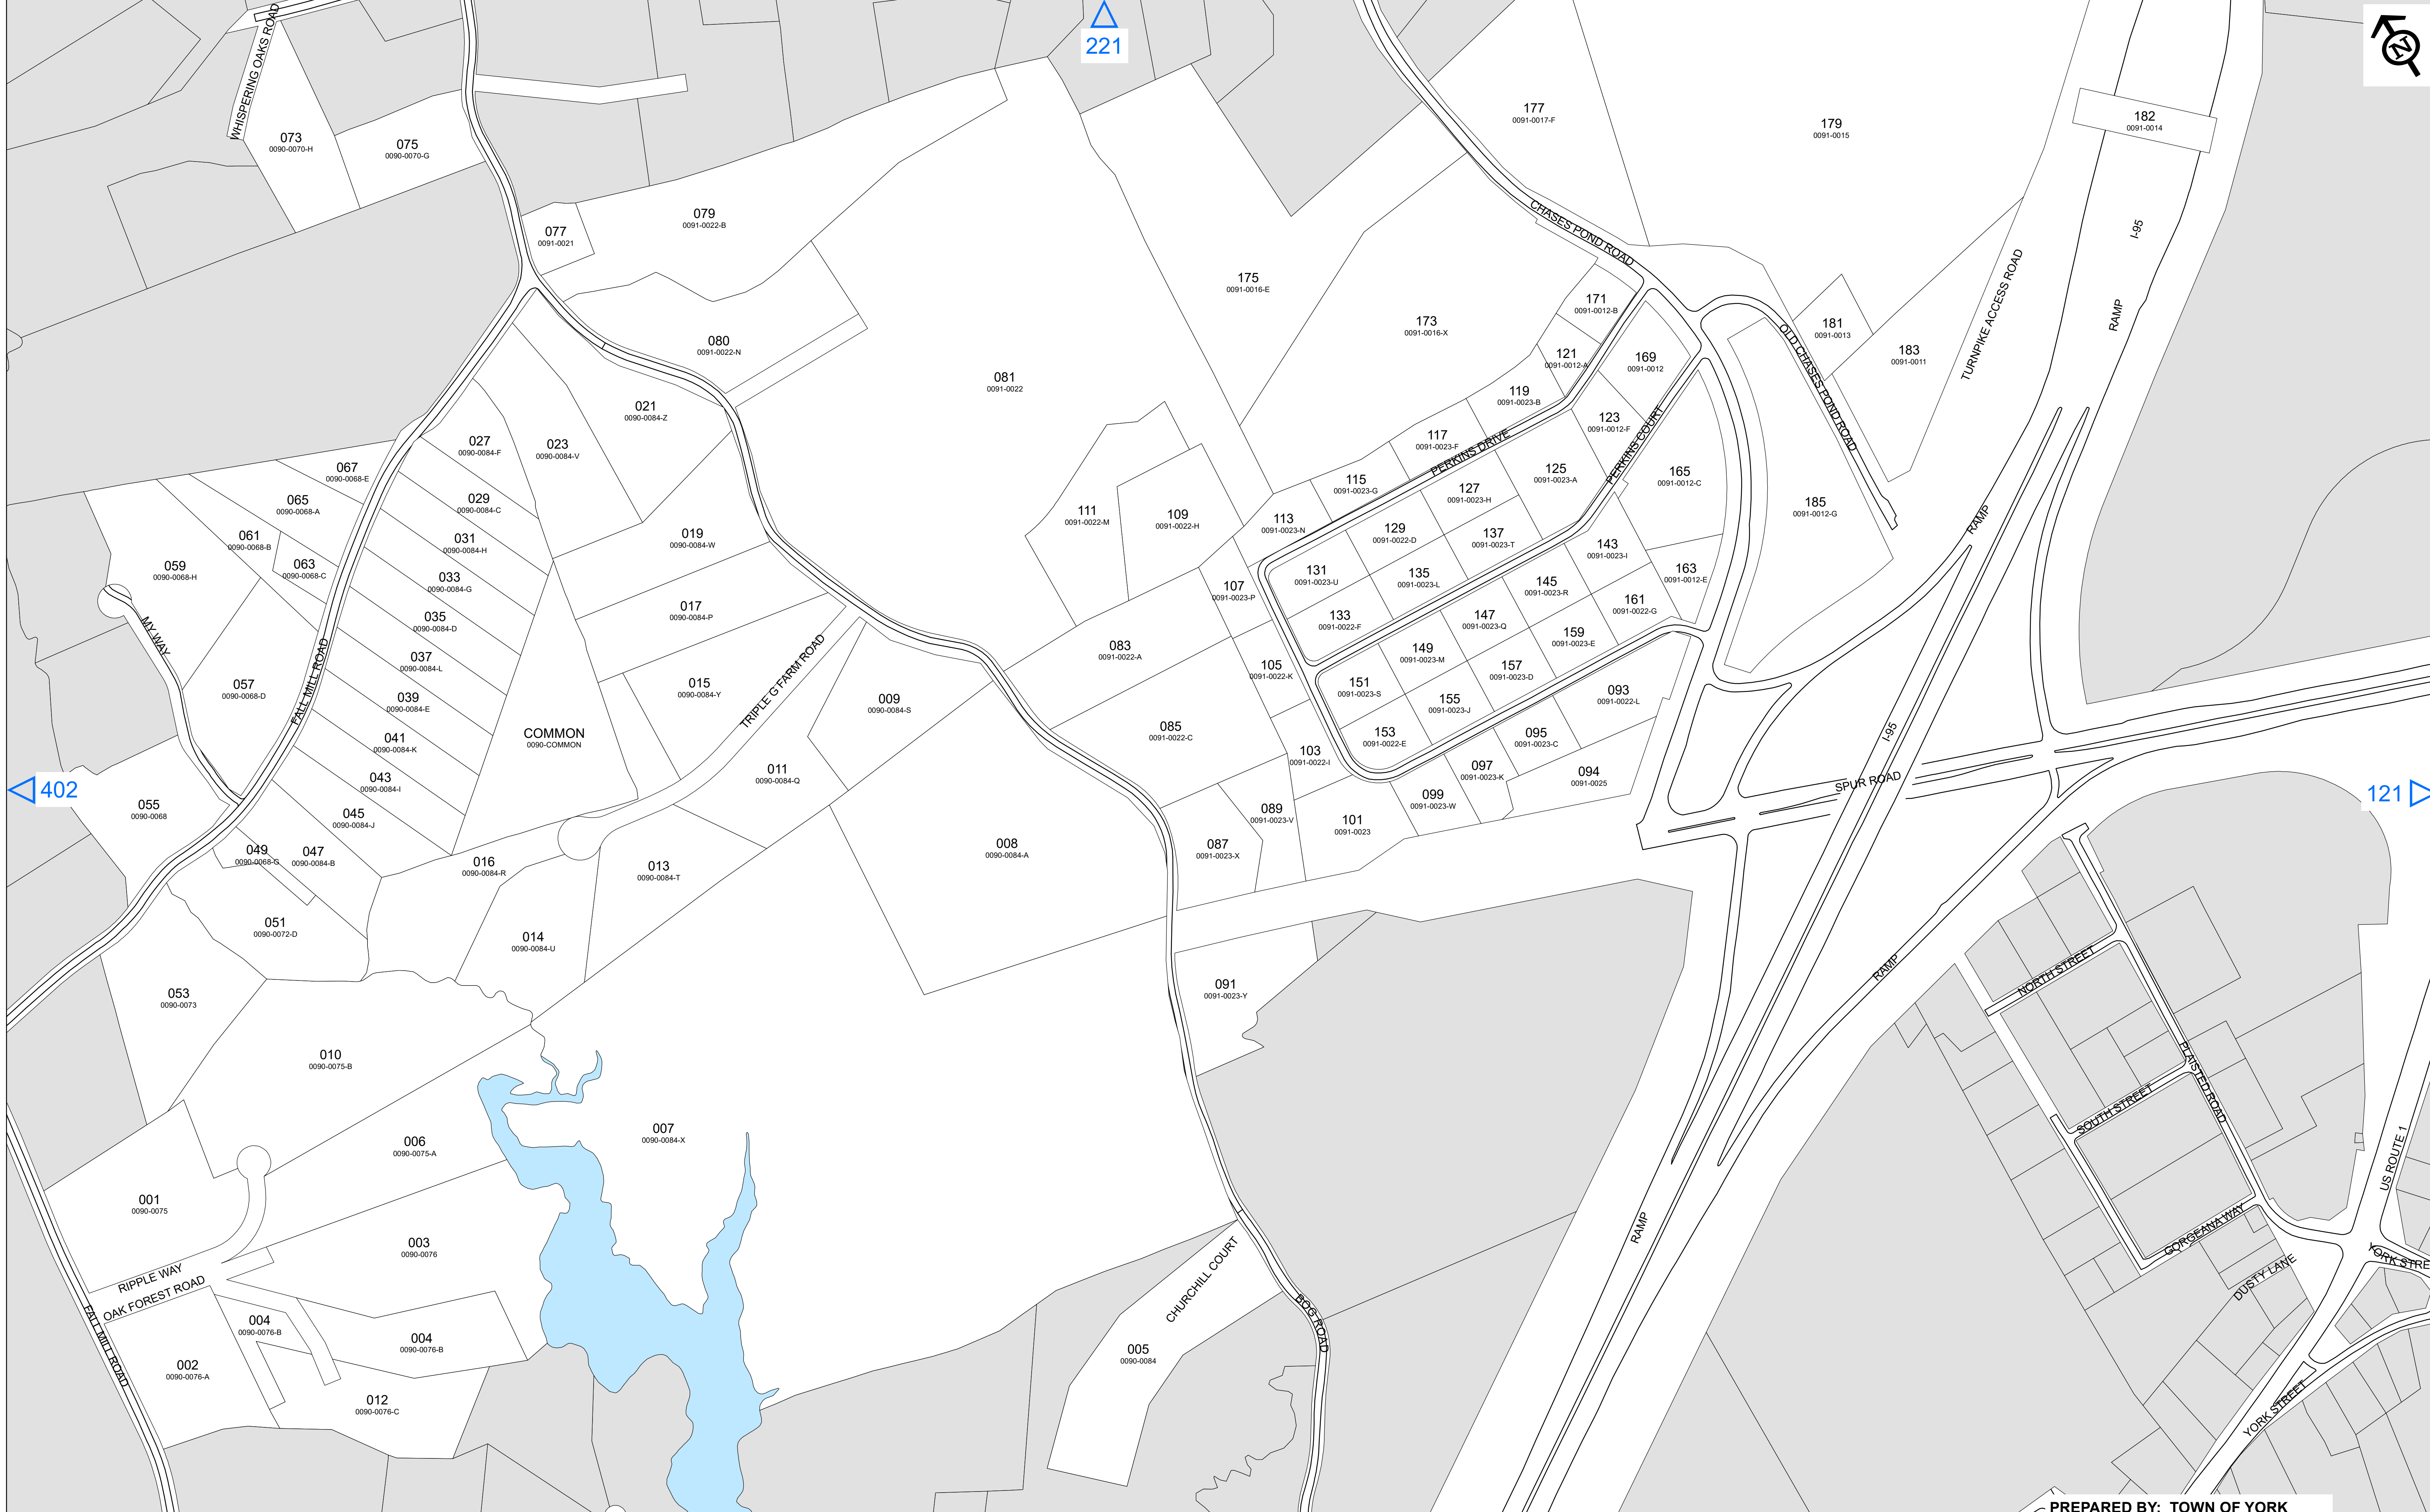 221
N
WHISPERING OAKS ROAD
073
0090-0070-H
075
0090-0070-G
177
0091-0017-F
179
0091-0015
182
0091-0014
077
0091-0021
079
0091-0022-B
CHASES POND ROAD
I-95
RAMP
TURNPIKE ACCESS ROAD
175
0091-0016-E
173
0091-0016-X
171
0091-0012-B
181
0091-0013
183
0091-0011
OLD CHASES POND ROAD
080
0091-0022-N
081
0091-0022
121
0091-0012-A
169
0091-0012
119
0091-0023-B
021
0090-0084-Z
023
0090-0084-V
027
0090-0084-F
117
0091-0023-F
PERKINS DRIVE
123
0091-0012-F
PERKINS COURT
067
0090-0068-E
065
0090-0068-A
029
0090-0084-C
115
0091-0023-G
127
0091-0023-H
125
0091-0023-A
165
0091-0012-C
185
0091-0012-G
RAMP
111
0091-0022-M
109
0091-0022-H
113
0091-0023-N
129
0091-0022-D
137
0091-0023-T
143
0091-0023-I
061
0090-0068-B
063
0090-0068-C
059
0090-0068-H
031
0090-0084-H
033
0090-0084-G
019
0090-0084-W
107
0091-0023-P
131
0091-0023-U
135
0091-0023-L
145
0091-0023-R
163
0091-0012-E
MY WAY
035
0090-0084-D
017
0090-0084-P
133
0091-0022-F
147
0091-0023-Q
161
0091-0022-G
159
0091-0023-E
083
0091-0022-A
105
0091-0022-K
149
0091-0023-M
157
0091-0023-D
037
0090-0084-L
057
0090-0068-D
FALL MILL ROAD
039
0090-0084-E
015
0090-0084-Y
TRIPLE G FARM ROAD
009
0090-0084-S
151
0091-0023-S
155
0091-0023-J
093
0091-0022-L
041
0090-0084-K
COMMON
0090-COMMON
085
0091-0022-C
153
0091-0022-E
095
0091-0023-C
103
0091-0022-I
I-95
SPUR ROAD
402
043
0090-0084-I
011
0090-0084-Q
097
0091-0023-K
094
0091-0025
121
055
0090-0068
045
0090-0084-J
099
0091-0023-W
089
0091-0023-V
101
0091-0023
049
0090-0068-G
047
0090-0084-B
016
0090-0084-R
013
0090-0084-T
008
0090-0084-A
087
0091-0023-X
051
0090-0072-D
014
0090-0084-U
053
0090-0073
091
0091-0023-Y
RAMP
NORTH STREET
010
0090-0075-B
PLAISTED ROAD
SOUTH STREET
006
0090-0075-A
007
0090-0084-X
001
0090-0075
US ROUTE 1
003
0090-0076
RAMP
GORGEANA WAY
YORK STRE
DUSTY LANE
RIPPLE WAY
OAK FOREST ROAD
CHURCHILL COURT
BOG ROAD
004
0090-0076-B
004
0090-0076-B
005
0090-0084
FALL MILL ROAD
002
0090-0076-A
012
0090-0076-C
YORK STREET
PREPARED BY: TOWN OF YORK